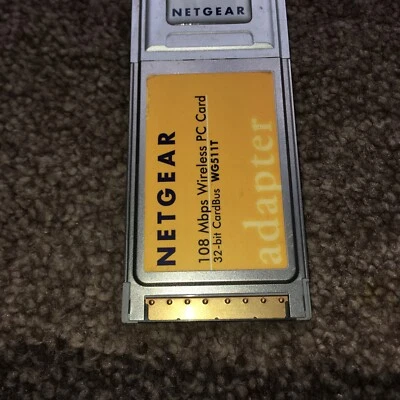 NETGEAR
NETGEAR
108 Mbps Wireless PC Card
32-bit CardBus WG511T
adapter